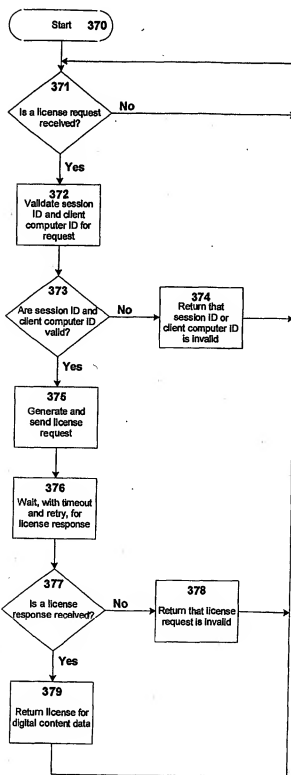 Start 370
371
Is a license request
received?
No
Yes
372
Validate session
ID and client
computer ID for
request
373
Are session ID and
client computer ID
valid?
No
374
Return that
session ID or
client computer ID
is invalid
Yes
375
Generate and
send license
request
376
Wait, with timeout
and retry, for
license response
377
Is a license
response received?
No
378
Return that license
request is invalid
Yes
379
Return license for
digital content data